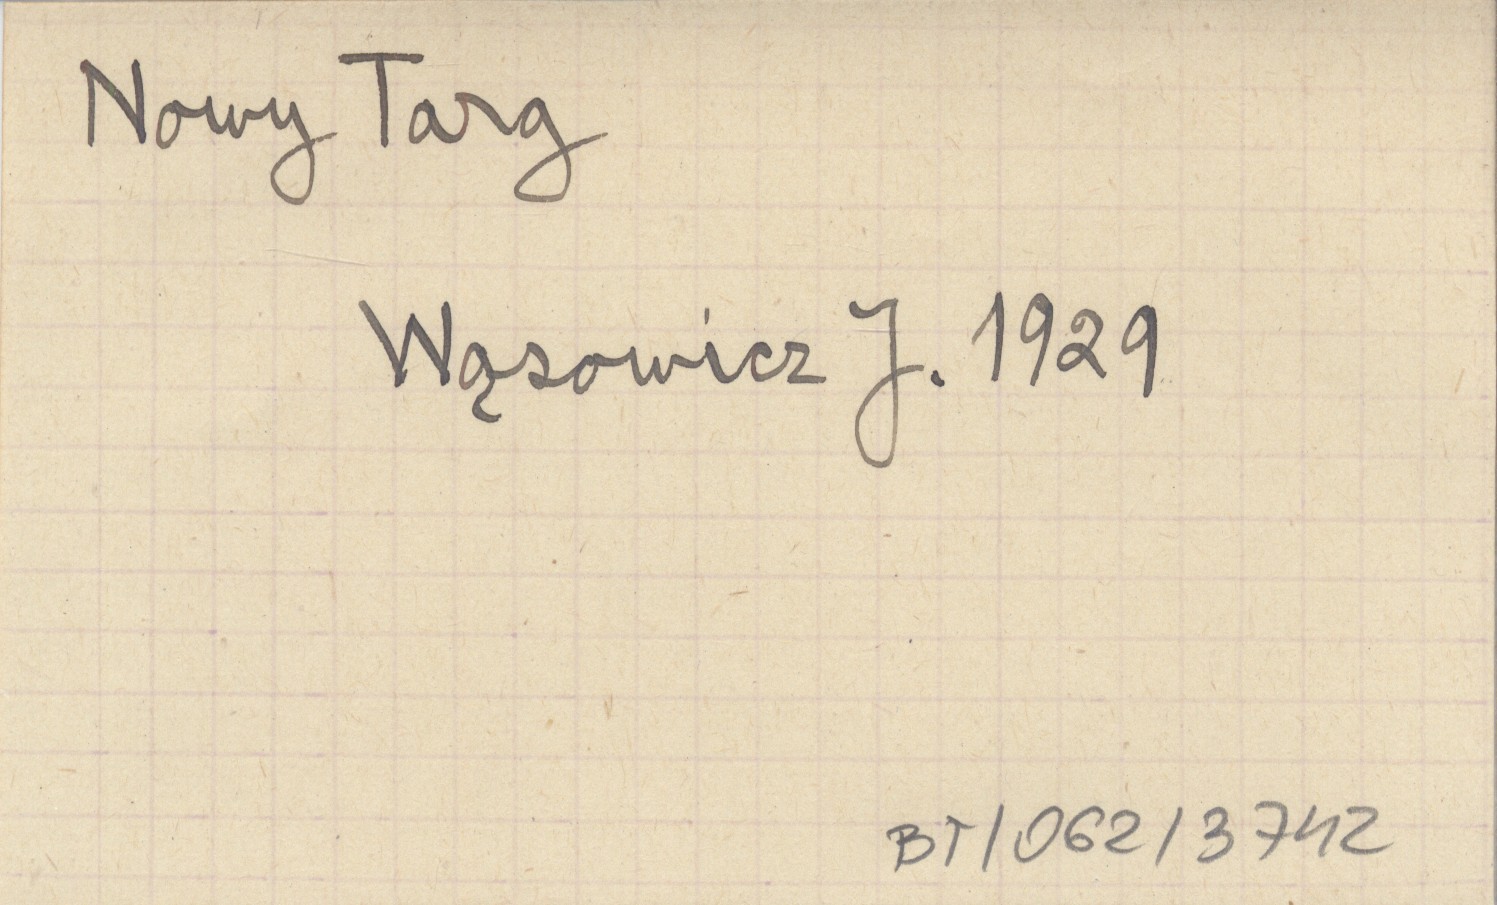 Nowy Targ
Wąsowicz J. 1929
BT/062/3742